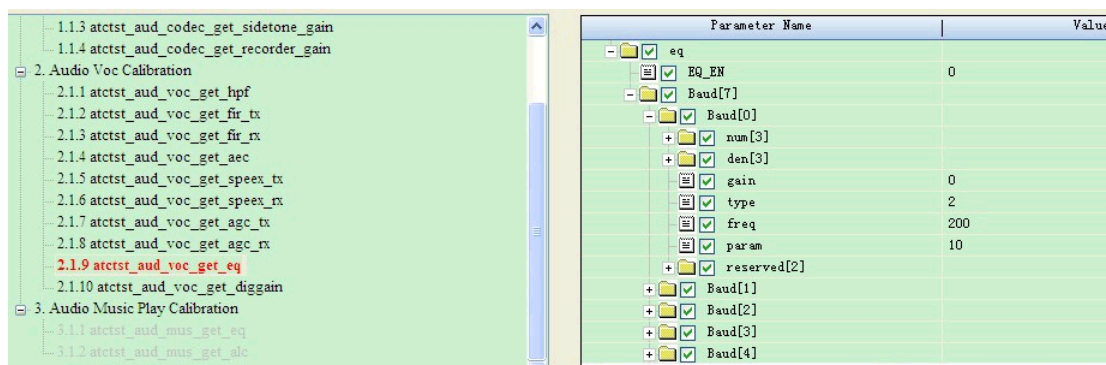 1.1.3 atctst_aud_codec_get_sidetone_gain
1.1.4 atctst_aud_codec_get_recorder_gain
2. Audio Voc Calibration
2.1.1 atctst_aud_voc_get_hpf
2.1.2 atctst_aud_voc_get_fir_tx
2.1.3 atctst_aud_voc_get_fir_rx
2.1.4 atctst_aud_voc_get_aec
2.1.5 atctst_aud_voc_get_speex_tx
2.1.6 atctst_aud_voc_get_speex_rx
2.1.7 atctst_aud_voc_get_agc_tx
2.1.8 atctst_aud_voc_get_agc_rx
2.1.9 atctst_aud_voc_get_eq
2.1.10 atctst_aud_voc_get_diggain
3. Audio Music Play Calibration
3.1.1 atctst_aud_mus_get_eq
3.1.2 atctst_aud_mus_get_alc
Parameter Name Value
eq
EQ_EN 0
Baud[7]
Baud[0]
num[3]
den[3]
gain 0
type 2
freq 200
param 10
reserved[2]
Baud[1]
Baud[2]
Baud[3]
Baud[4]